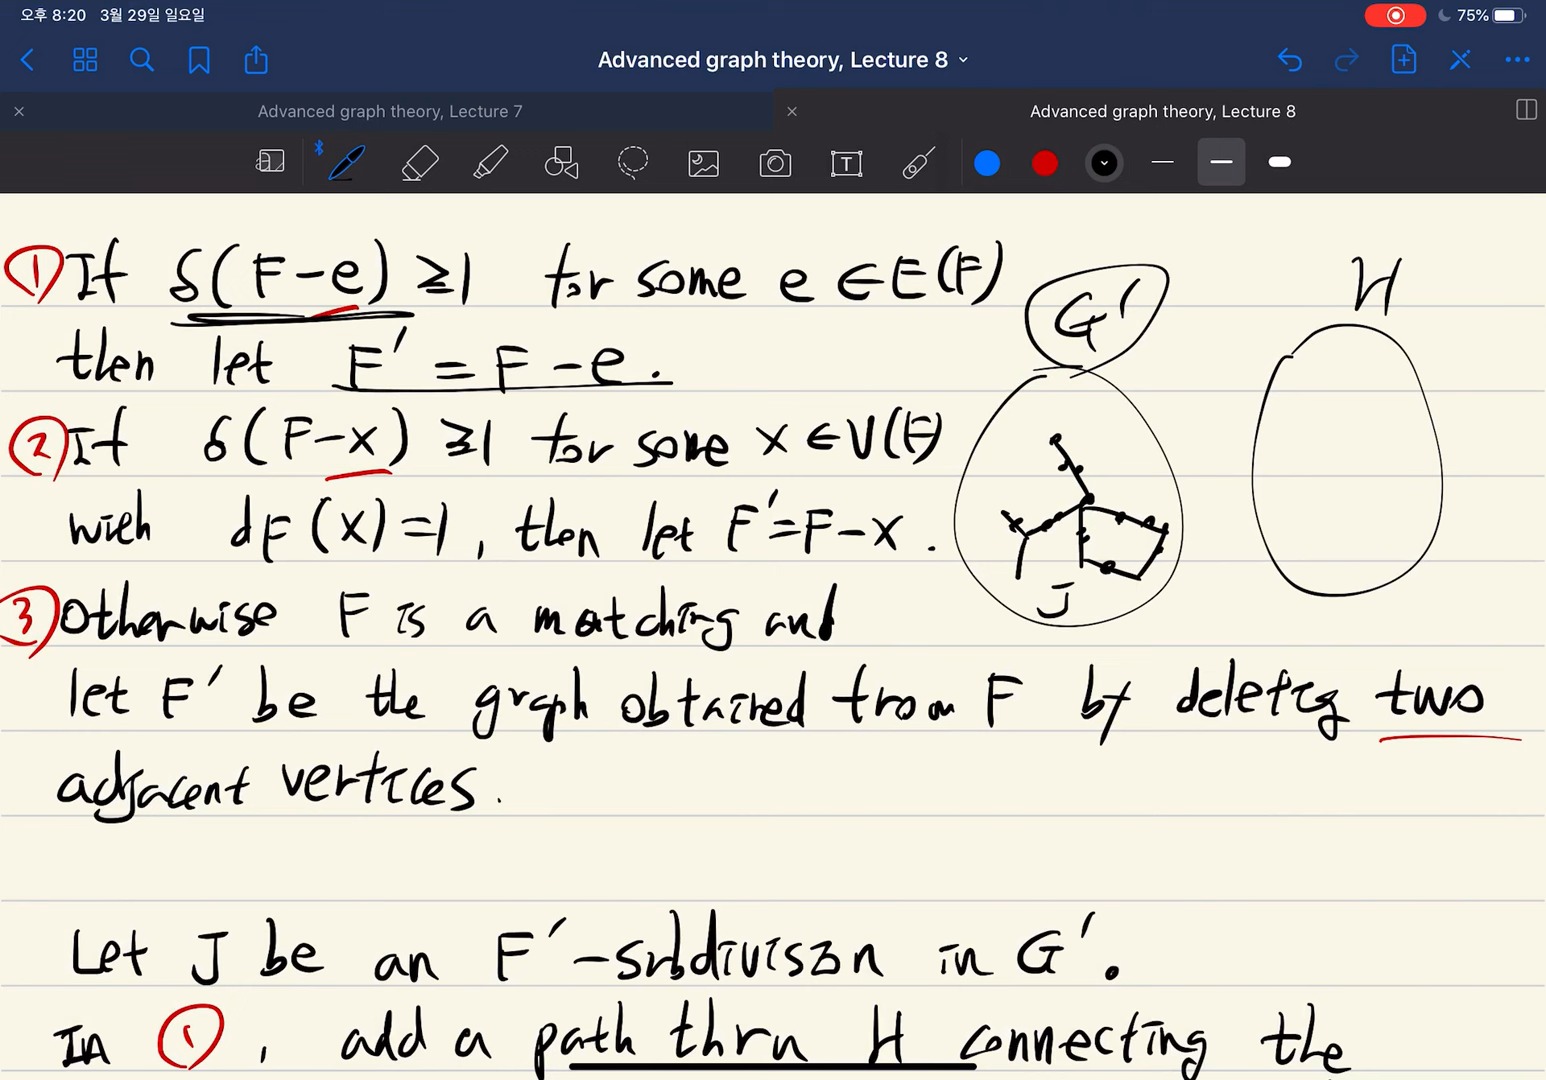 오후 8:20 3월 29일 일요일
75%
Advanced graph theory, Lecture 8
Advanced graph theory, Lecture 7
Advanced graph theory, Lecture 8
① If δ(F-e) ≥1 for some e ∈E(F)
then let F' = F-e.
② If δ(F-x) ≥1 for some x ∈V(F)
with dF(x)=1, then let F'=F-x.
③ Otherwise F is a matching and
let F' be the graph obtained from F by deleting two
adjacent vertices.
G'
H
J
Let J be an F'-subdivison in G'.
In ①, add a path thru H connecting the